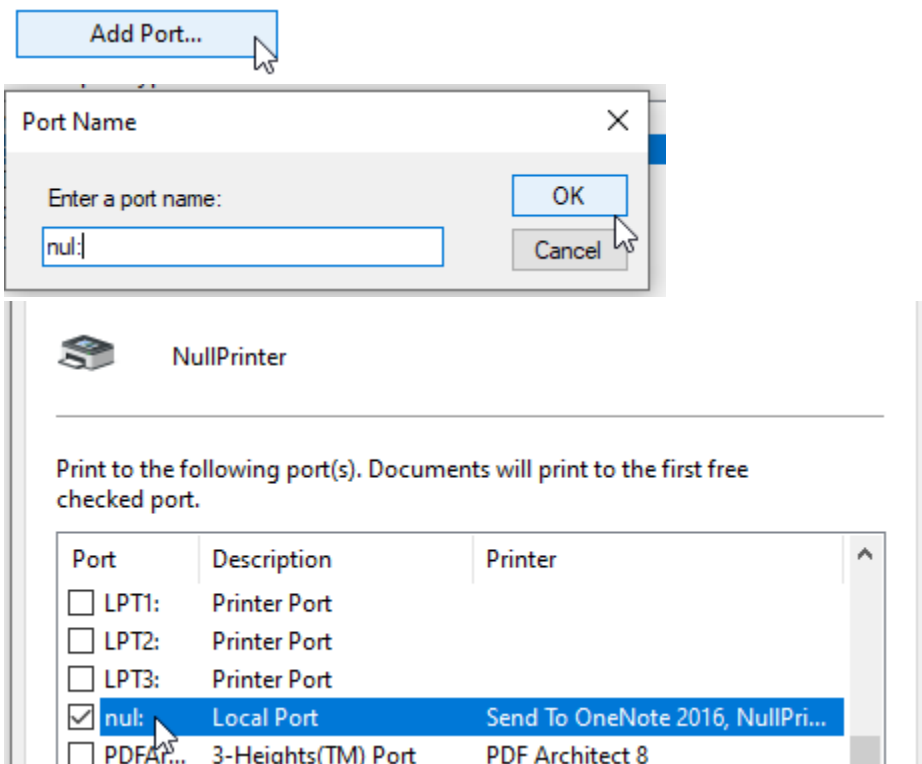 Add Port...
Port Name
Enter a port name:
OK
nul:
Cancel
NullPrinter
Print to the following port(s). Documents will print to the first free
checked port.
Port Description Printer
LPT1: Printer Port
LPT2: Printer Port
LPT3: Printer Port
nul: Local Port Send To OneNote 2016, NullPri...
PDFAr... 3-Heights(TM) Port PDF Architect 8